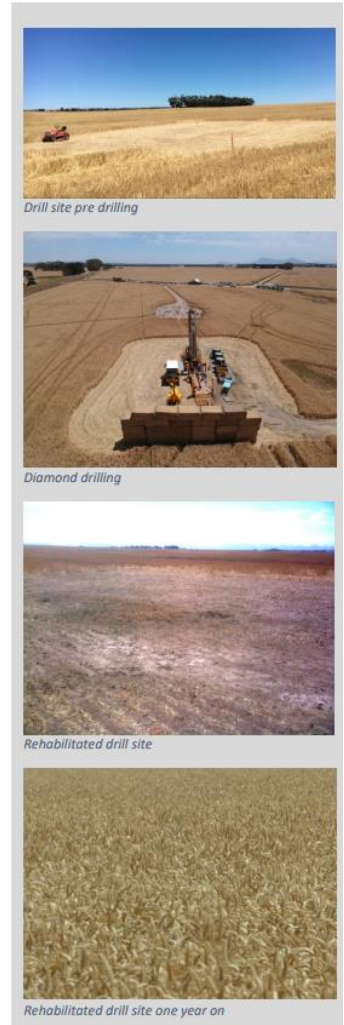 Drill site pre drilling
Diamond drilling
Rehabilitated drill site
Rehabilitated drill site one year on